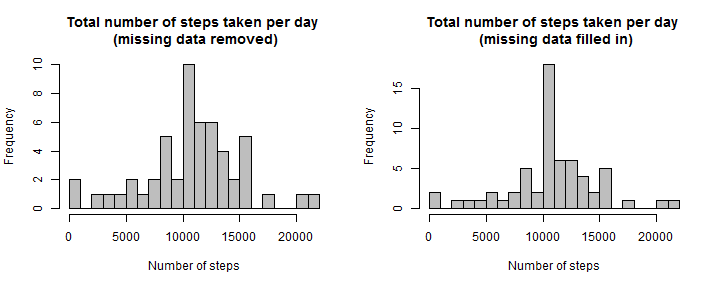 Total number of steps taken per day
(missing data removed)
10
8
6
4
2
0
Frequency
0 5000 10000 15000 20000
Number of steps
Total number of steps taken per day
(missing data filled in)
15
10
5
0
Frequency
0 5000 10000 15000 20000
Number of steps